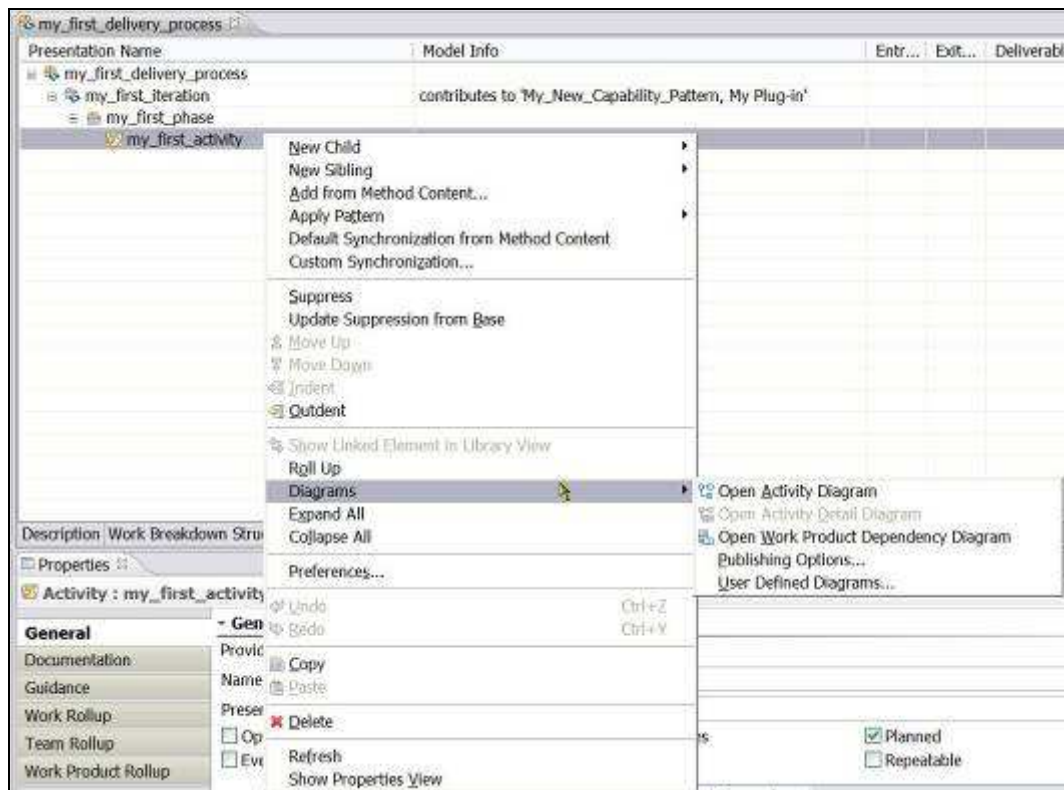 my_first_delivery_process
Presentation Name Model Info Entr... Exit... Deliverabl
my_first_delivery_process
my_first_iteration contributes to 'My_New_Capability_Pattern, My Plug-in'
my_first_phase
my_first_activity
New Child
New Sibling
Add from Method Content...
Apply Pattern
Default Synchronization from Method Content
Custom Synchronization...
Suppress
Update Suppression from Base
Move Up
Move Down
Indent
Outdent
Show Linked Element in Library View
Roll Up
Diagrams
Expand All
Collapse All
Preferences...
Undo Ctrl+Z
Redo Ctrl+Y
Copy
Paste
Delete
Refresh
Show Properties View
Open Activity Diagram
Open Activity Detail Diagram
Open Work Product Dependency Diagram
Publishing Options...
User Defined Diagrams...
Description Work Breakdown Stru
Properties
Activity : my_first_activity
General
Documentation
Guidance
Work Rollup
Team Rollup
Work Product Rollup
Gen
Provid
Name
Preser
Op
Eve
s
Planned
Repeatable